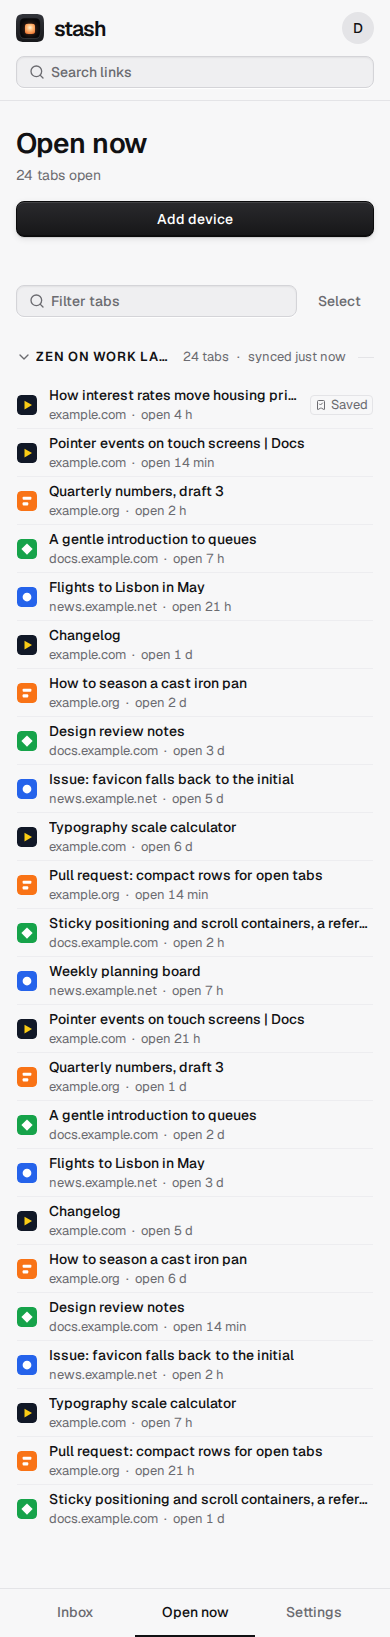 stash
D
Search links
Open now
24 tabs open
Add device
Filter tabs
Select
ZEN ON WORK LA... 24 tabs · synced just now
How interest rates move housing pri...
example.com · open 4 h
Saved
Pointer events on touch screens | Docs
example.com · open 14 min
Quarterly numbers, draft 3
example.org · open 2 h
A gentle introduction to queues
docs.example.com · open 7 h
Flights to Lisbon in May
news.example.net · open 21 h
Changelog
example.com · open 1 d
How to season a cast iron pan
example.org · open 2 d
Design review notes
docs.example.com · open 3 d
Issue: favicon falls back to the initial
news.example.net · open 5 d
Typography scale calculator
example.com · open 6 d
Pull request: compact rows for open tabs
example.org · open 14 min
Sticky positioning and scroll containers, a refer...
docs.example.com · open 2 h
Weekly planning board
news.example.net · open 7 h
Pointer events on touch screens | Docs
example.com · open 21 h
Quarterly numbers, draft 3
example.org · open 1 d
A gentle introduction to queues
docs.example.com · open 2 d
Flights to Lisbon in May
news.example.net · open 3 d
Changelog
example.com · open 5 d
How to season a cast iron pan
example.org · open 6 d
Design review notes
docs.example.com · open 14 min
Issue: favicon falls back to the initial
news.example.net · open 2 h
Typography scale calculator
example.com · open 7 h
Pull request: compact rows for open tabs
example.org · open 21 h
Sticky positioning and scroll containers, a refer...
docs.example.com · open 1 d
Inbox
Open now
Settings